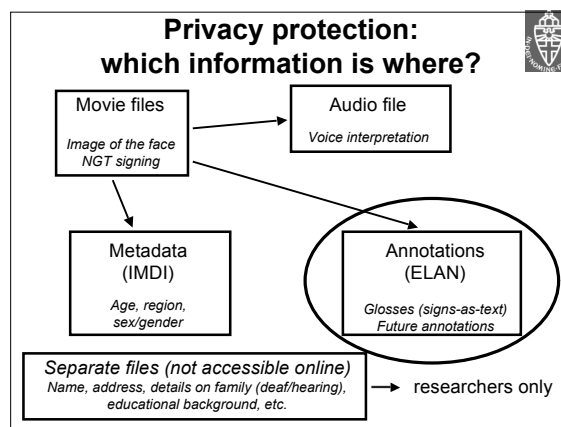 Privacy protection:
which information is where?
Movie files
Image of the face
NGT signing
Audio file
Voice interpretation
Metadata
(IMDI)
Age, region,
sex/gender
Annotations
(ELAN)
Glosses (signs-as-text)
Future annotations
Separate files (not accessible online)
Name, address, details on family (deaf/hearing),
educational background, etc.
researchers only